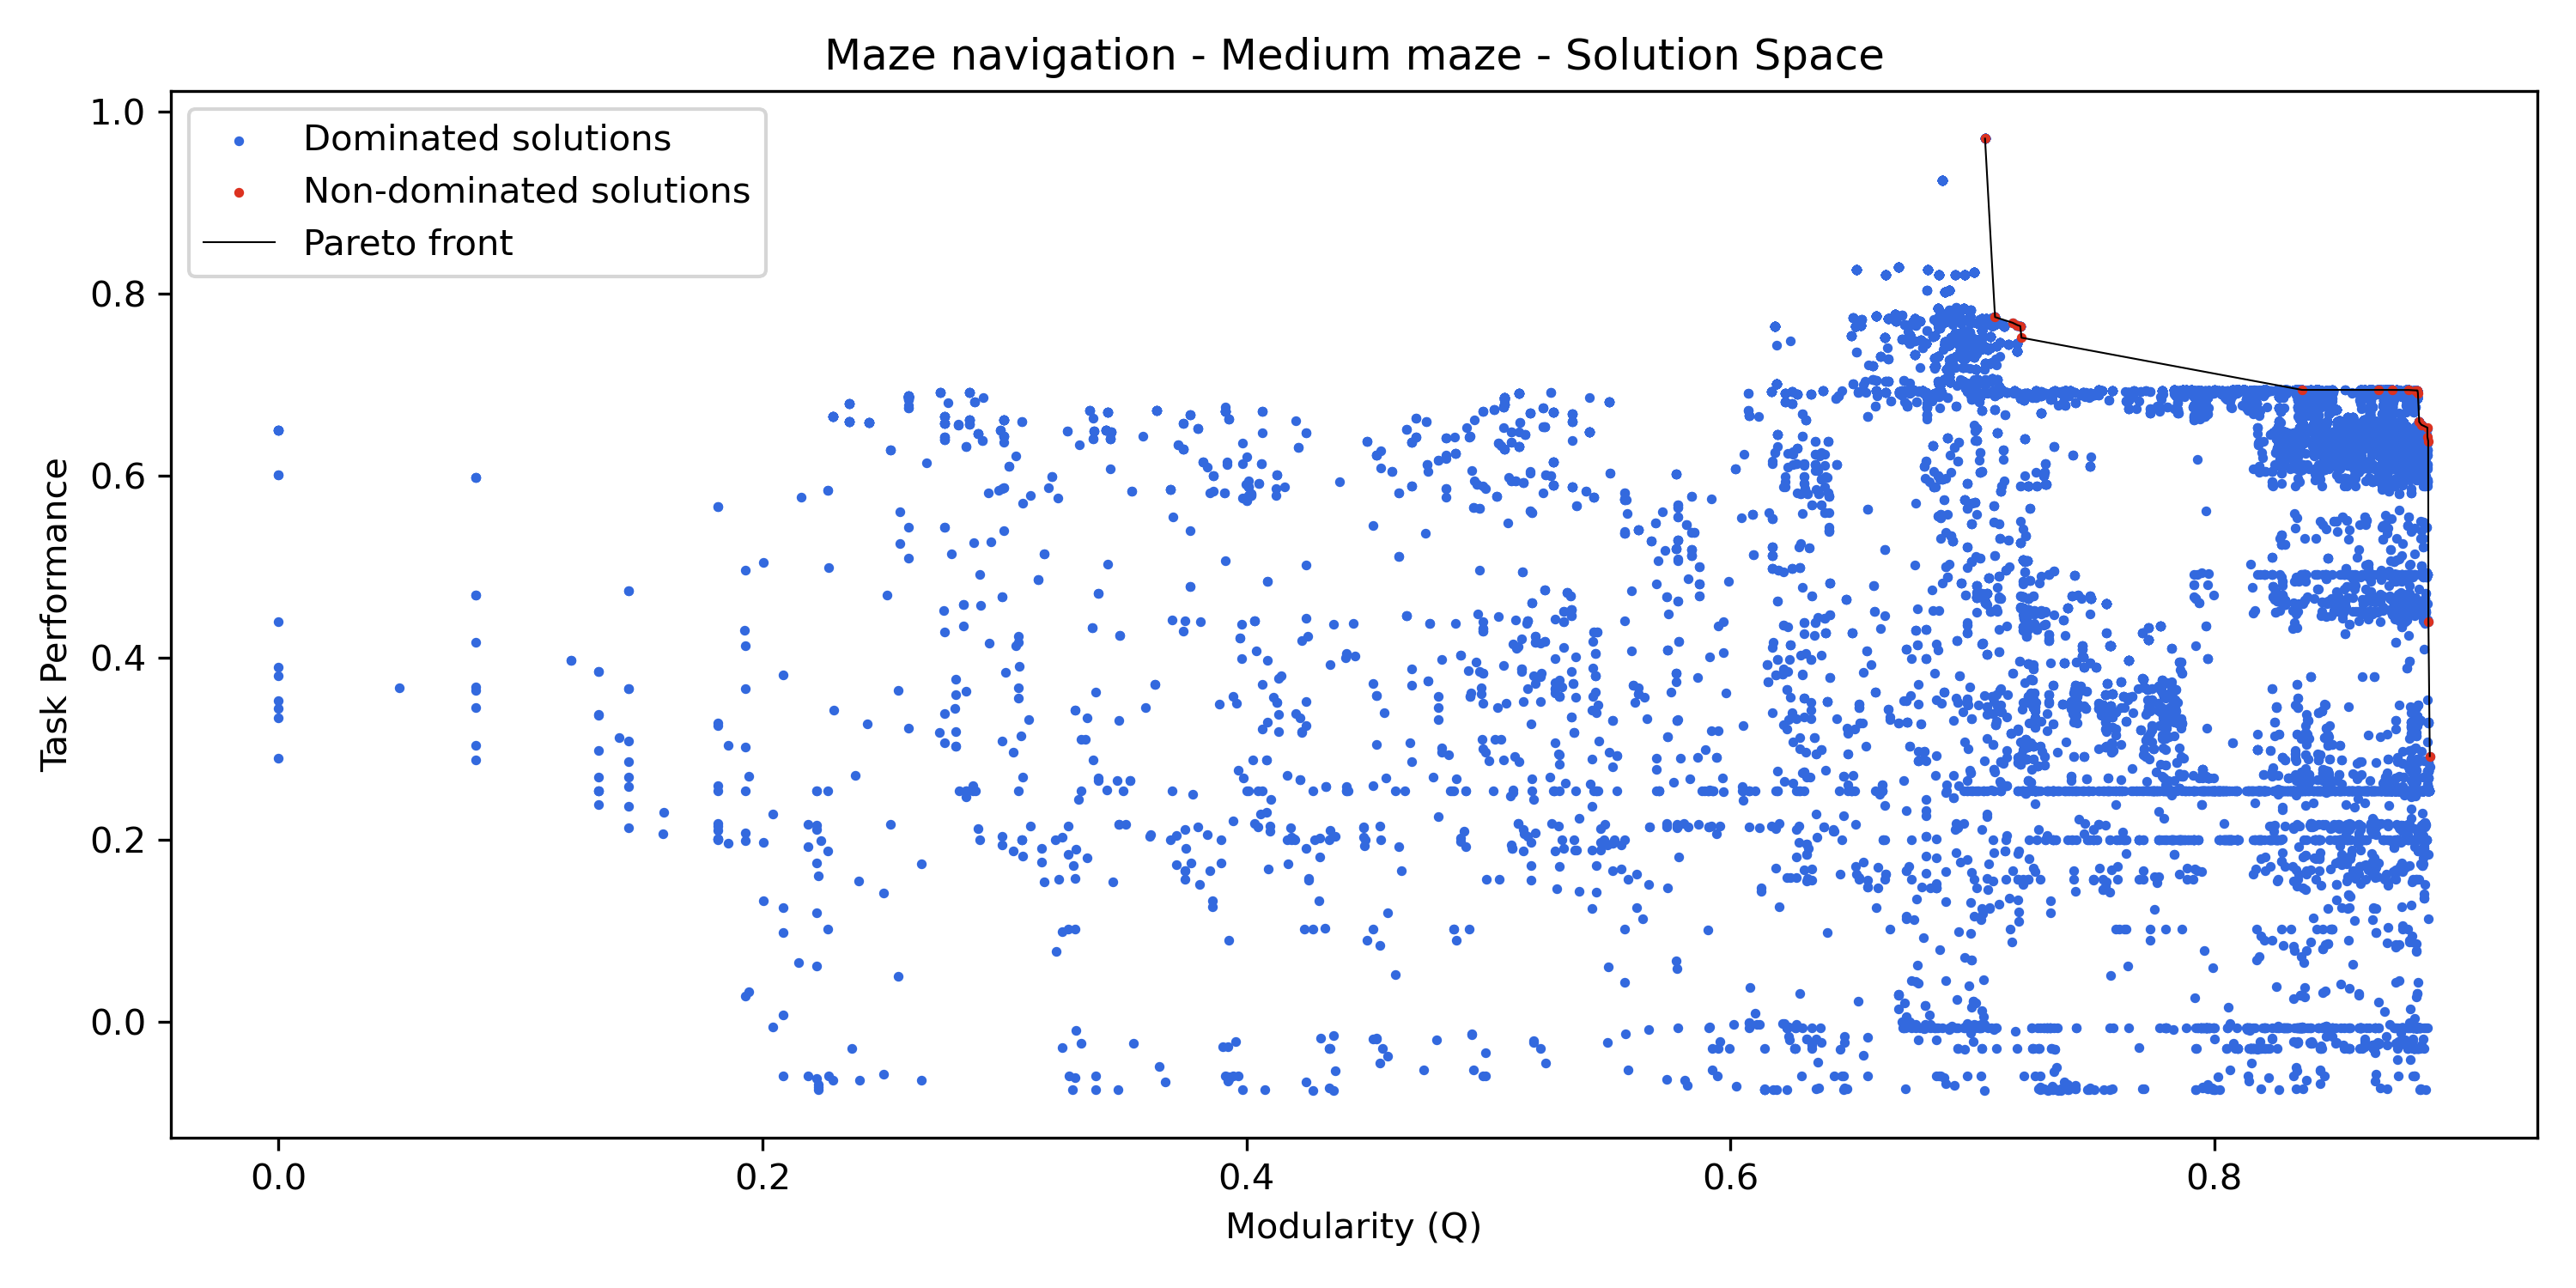 Maze navigation - Medium maze - Solution Space
Dominated solutions
Non-dominated solutions
Pareto front
Task Performance
1.0
0.8
0.6
0.4
0.2
0.0
0.0 0.2 0.4 0.6 0.8
Modularity (Q)